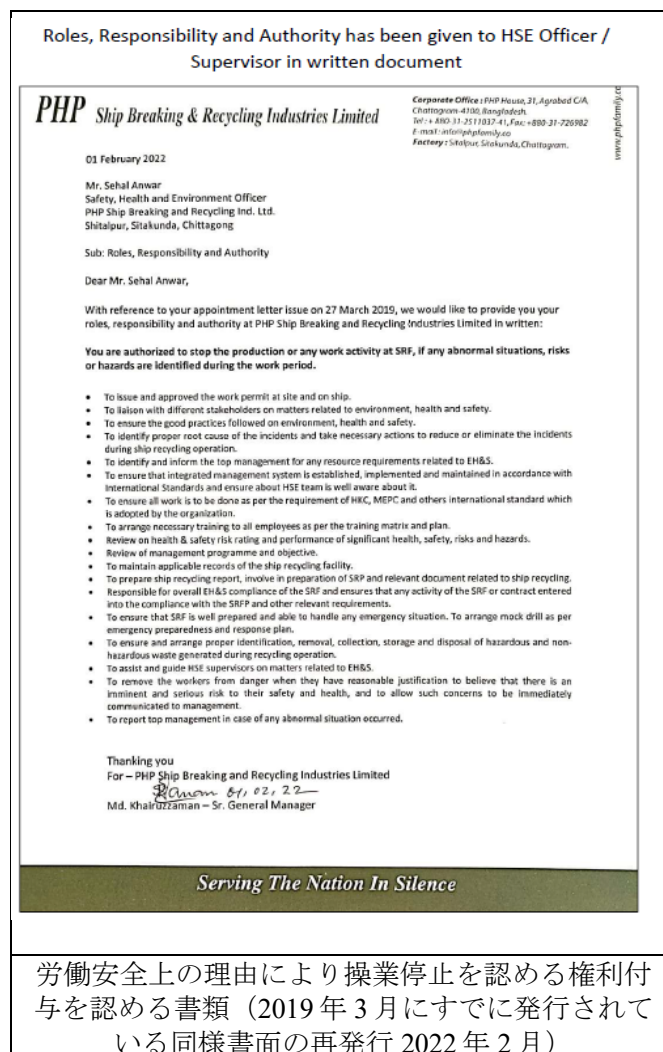 Roles, Responsibility and Authority has been given to HSE Officer /
Supervisor in written document
PHP Ship Breaking & Recycling Industries Limited
Corporate Office : PHP House, 31, Agrabad C/A,
Chattogram-4100, Bangladesh.
Tel : + 880-31-2511037-41, Fax: +880-31-726982
E-mail : info@phpfamily.co
Factory : Sitalpur, Sitakunda, Chattogram.
www.phpfamily.co
01 February 2022
Mr. Sehal Anwar
Safety, Health and Environment Officer
PHP Ship Breaking and Recycling Ind. Ltd.
Shitalpur, Sitakunda, Chittagong
Sub: Roles, Responsibility and Authority
Dear Mr. Sehal Anwar,
With reference to your appointment letter issue on 27 March 2019, we would like to provide you your
roles, responsibility and authority at PHP Ship Breaking and Recycling Industries Limited in written:
You are authorized to stop the production or any work activity at SRF, if any abnormal situations, risks
or hazards are identified during the work period.
• To issue and approved the work permit at site and on ship.
• To liaison with different stakeholders on matters related to environment, health and safety.
• To ensure the good practices followed on environment, health and safety.
• To identify proper root cause of the incidents and take necessary actions to reduce or eliminate the incidents
during ship recycling operation.
• To identify and inform the top management for any resource requirements related to EH&S.
• To ensure that integrated management system is established, implemented and maintained in accordance with
International Standards and ensure about HSE team is well aware about it.
• To ensure all work is to be done as per the requirement of HKC, MEPC and others international standard which
is adopted by the organization.
• To arrange necessary training to all employees as per the training matrix and plan.
• Review on health & safety risk rating and performance of significant health, safety, risks and hazards.
• Review of management programme and objective.
• To maintain applicable records of the ship recycling facility.
• To prepare ship recycling report, involve in preparation of SRP and relevant document related to ship recycling.
• Responsible for overall EH&S compliance of the SRF and ensures that any activity of the SRF or contract entered
into the compliance with the SRFP and other relevant requirements.
• To ensure that SRF is well prepared and able to handle any emergency situation. To arrange mock drill as per
emergency preparedness and response plan.
• To ensure and arrange proper identification, removal, collection, storage and disposal of hazardous and non-
hazardous waste generated during recycling operation.
• To assist and guide HSE supervisors on matters related to EH&S.
• To remove the workers from danger when they have reasonable justification to believe that there is an
imminent and serious risk to their safety and health, and to allow such concerns to be immediately
communicated to management.
• To report top management in case of any abnormal situation occurred.
Thanking you
For – PHP Ship Breaking and Recycling Industries Limited
01, 02, 22
Md. Khairuzzaman – Sr. General Manager
Serving The Nation In Silence
労働安全上の理由により操業停止を認める権利付
与を認める書類（2019 年 3 月にすでに発行されて
いる同様書面の再発行 2022 年 2 月）